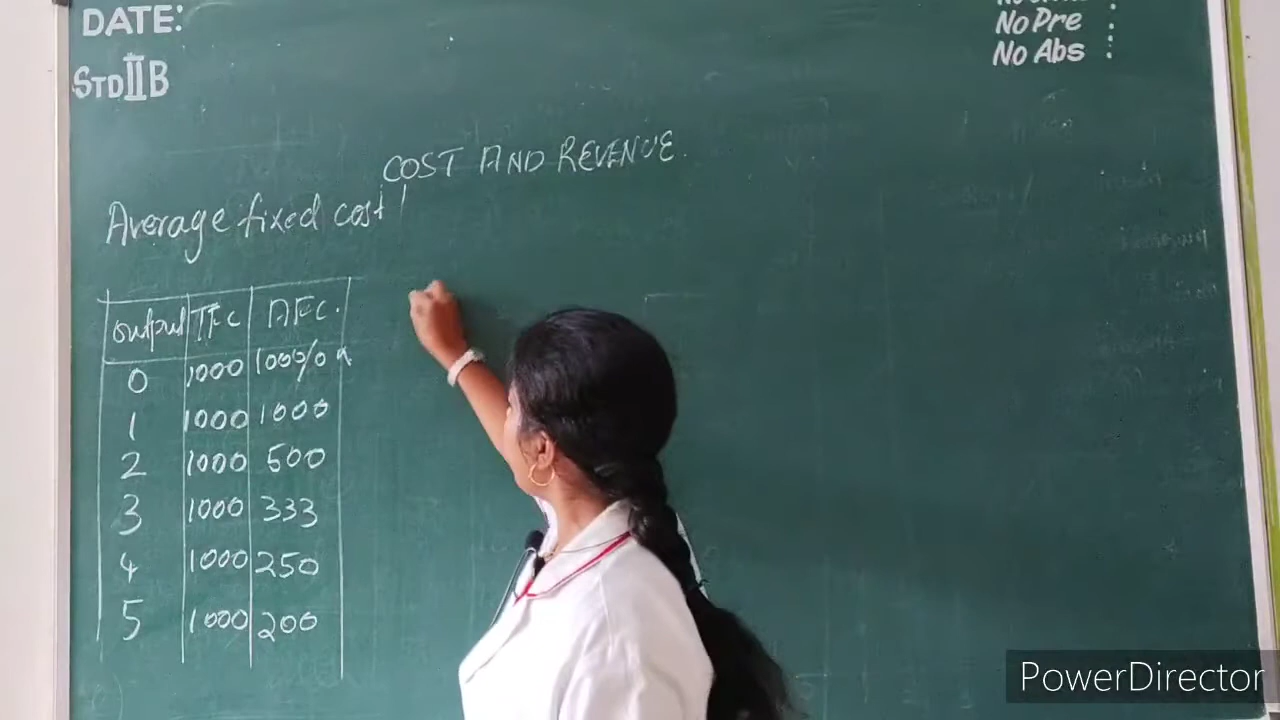 DATE:
STD II B
No Pre :
No Abs :
COST AND REVENUE.
Average fixed cost
output TFC AFC.
0 1000 1000/0 α
1 1000 1000
2 1000 500
3 1000 333
4 1000 250
5 1000 200
PowerDirector